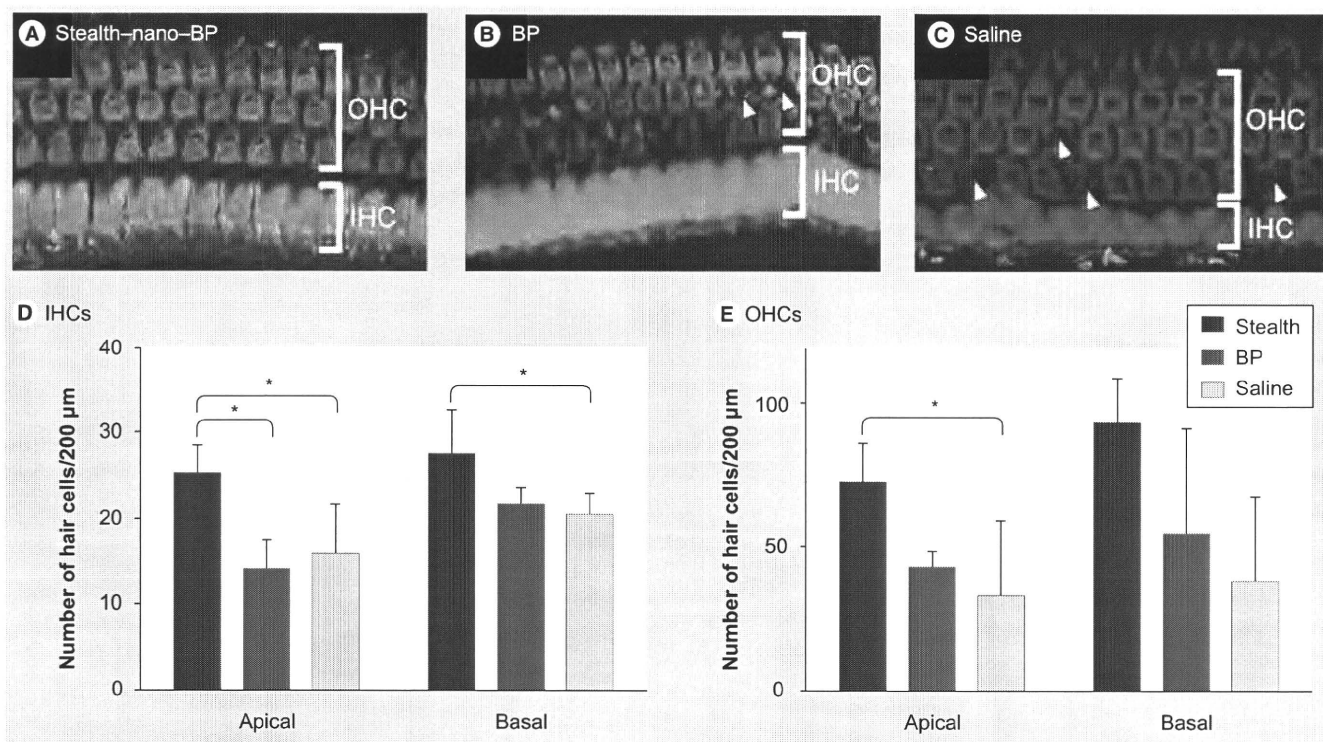 A Stealth–nano–BP
OHC
IHC
B BP
OHC
IHC
C Saline
OHC
IHC
D IHCs
Number of hair cells/200 µm
40
30
20
10
0
*
*
*
Apical
Basal
E OHCs
Number of hair cells/200 µm
100
50
0
*
Apical
Basal
Stealth
BP
Saline